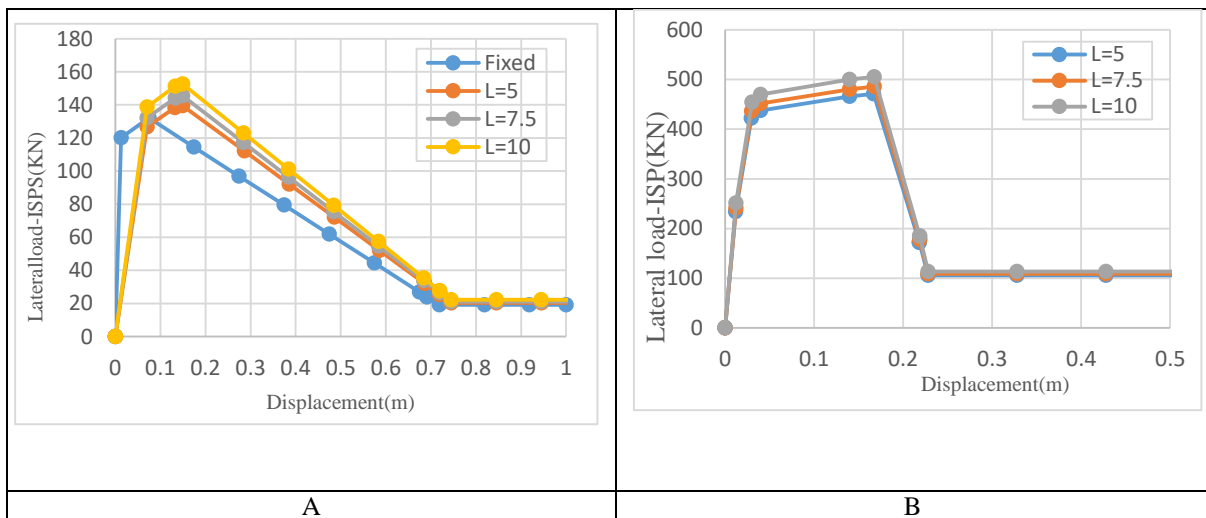 180
160
140
120
100
80
60
40
20
0
Lateralload-ISPS(KN)
Fixed
L=5
L=7.5
L=10
0 0.1 0.2 0.3 0.4 0.5 0.6 0.7 0.8 0.9 1
Displacement(m)
A
600
500
400
300
200
100
0
Lateral load-ISP(KN)
L=5
L=7.5
L=10
0 0.1 0.2 0.3 0.4 0.5
Displacement(m)
B